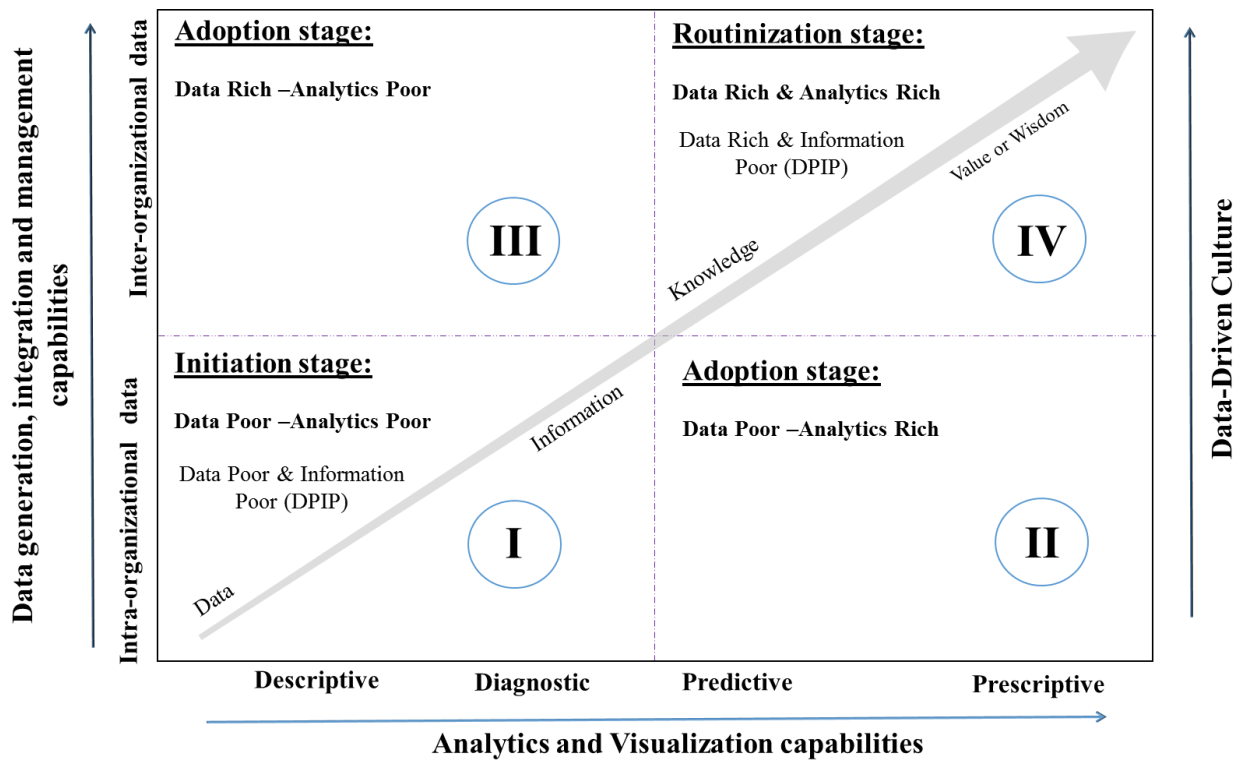 Data generation, integration and management
capabilities
Inter-organizational data
Intra-organizational data
Adoption stage:
Data Rich –Analytics Poor
III
Routinization stage:
Data Rich & Analytics Rich
Data Rich & Information
Poor (DPIP)
Value or Wisdom
IV
Knowledge
Initiation stage:
Data Poor –Analytics Poor
Data Poor & Information
Poor (DPIP)
Information
Data
I
Adoption stage:
Data Poor –Analytics Rich
II
Data-Driven Culture
Descriptive Diagnostic Predictive Prescriptive
Analytics and Visualization capabilities